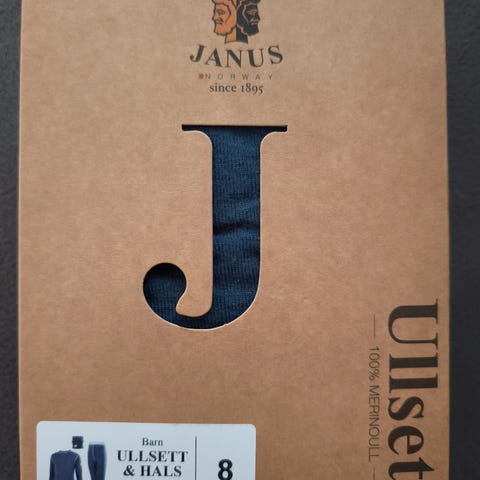 JANUS
NORWAY
since 1895
J
Ullsett
100% MERINOULL
Barn
ULLSETT
& HALS
8